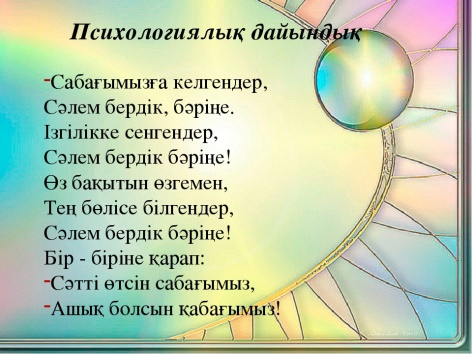 Психологиялық дайындық
-Сабағымызға келгендер,
Сәлем бердік, бәріңе.
Ізгілікке сенгендер,
Сәлем бердік бәріңе!
Өз бақытын өзгемен,
Тең бөлісе білгендер,
Сәлем бердік бәріңе!
Бір - біріне қарап:
-Сәтті өтсін сабағымыз,
-Ашық болсын қабағымыз!